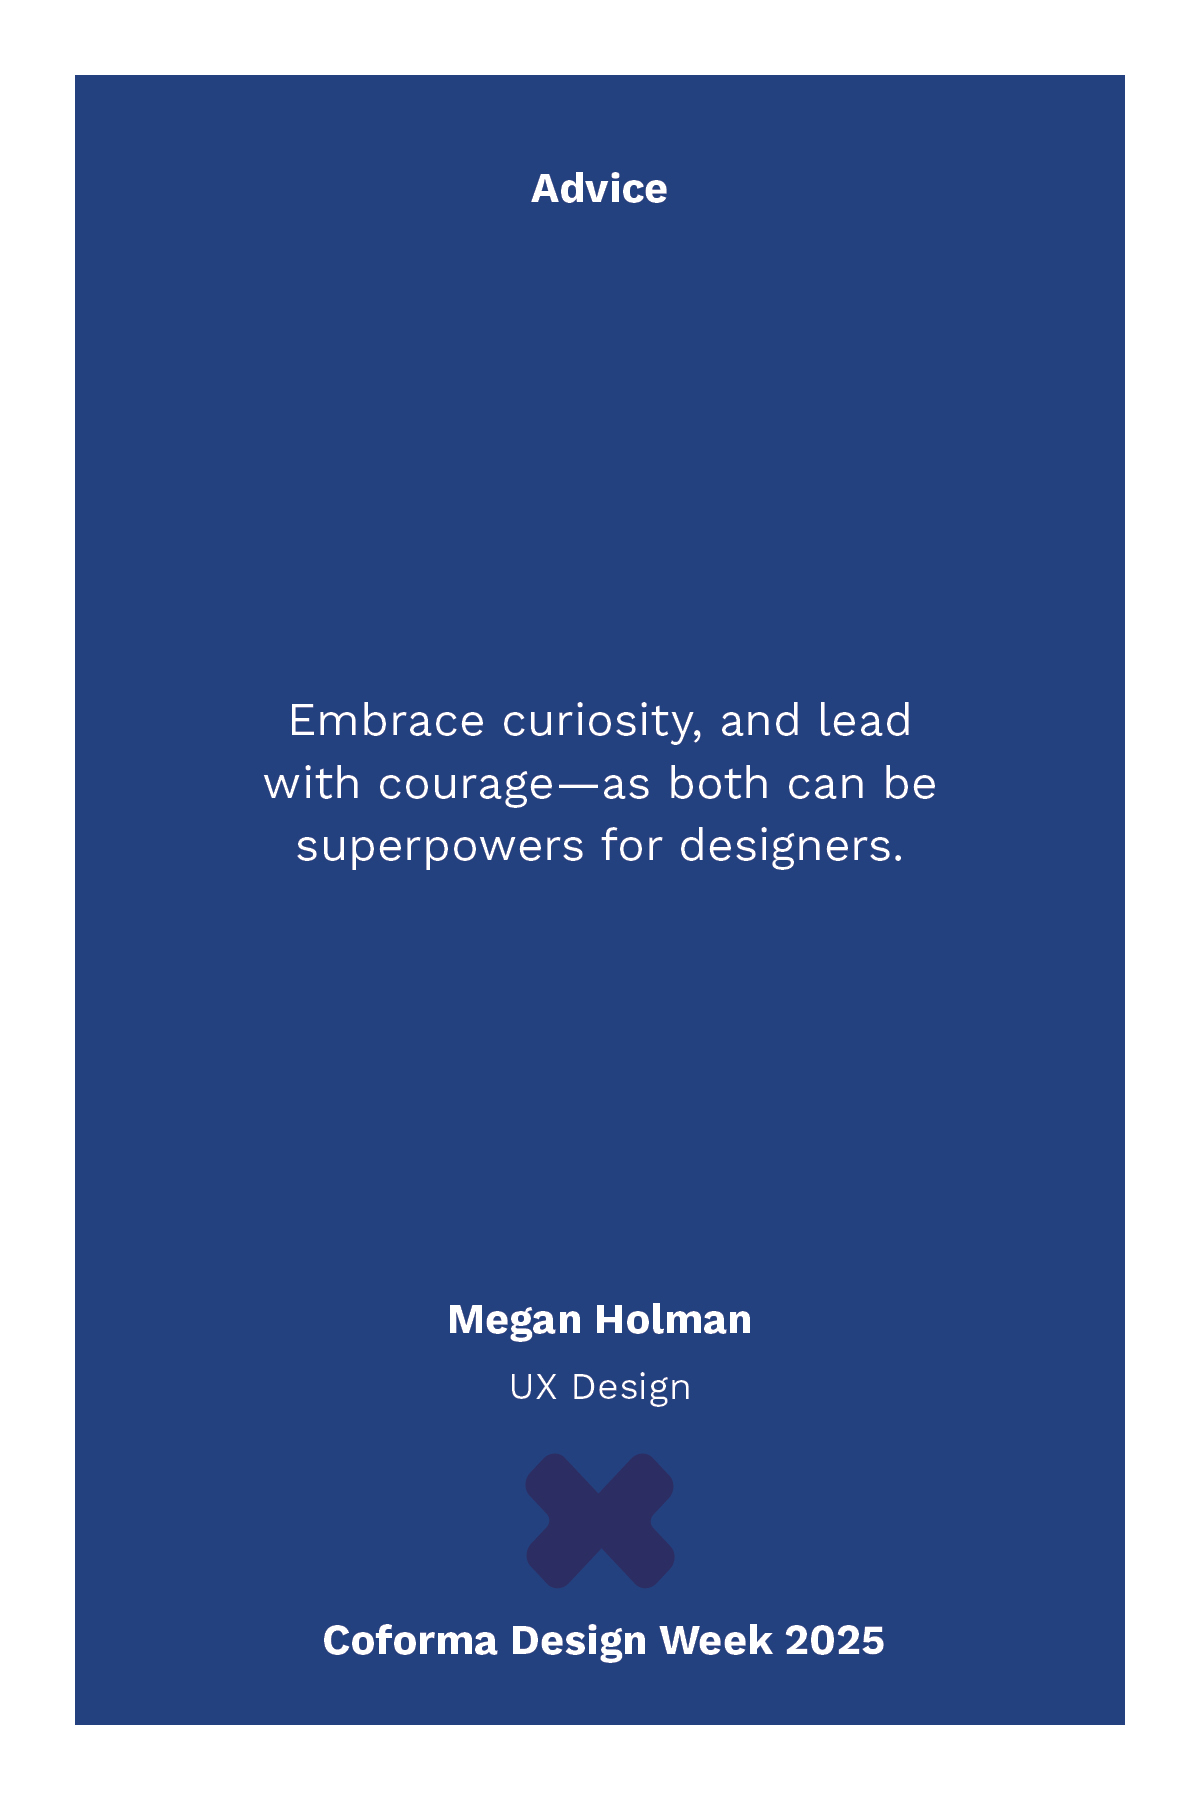 Advice
Embrace curiosity, and lead
with courage—as both can be
superpowers for designers.
Megan Holman
UX Design
Coforma Design Week 2025